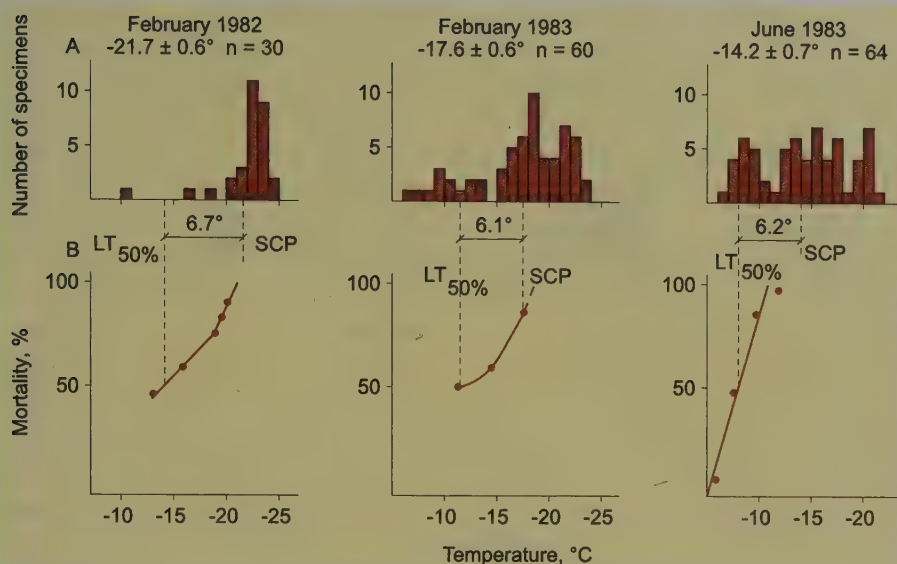 February 1982
-21.7 ± 0.6° n = 30
February 1983
-17.6 ± 0.6° n = 60
June 1983
-14.2 ± 0.7° n = 64
A
Number of specimens
10
5
10
5
10
5
6.7°
6.1°
6.2°
LT50%
SCP
LT50%
SCP
LT50%
SCP
B
Mortality, %
100
50
100
50
100
50
-10 -15 -20 -25
-10 -15 -20 -25
-10 -15 -20
Temperature, °C